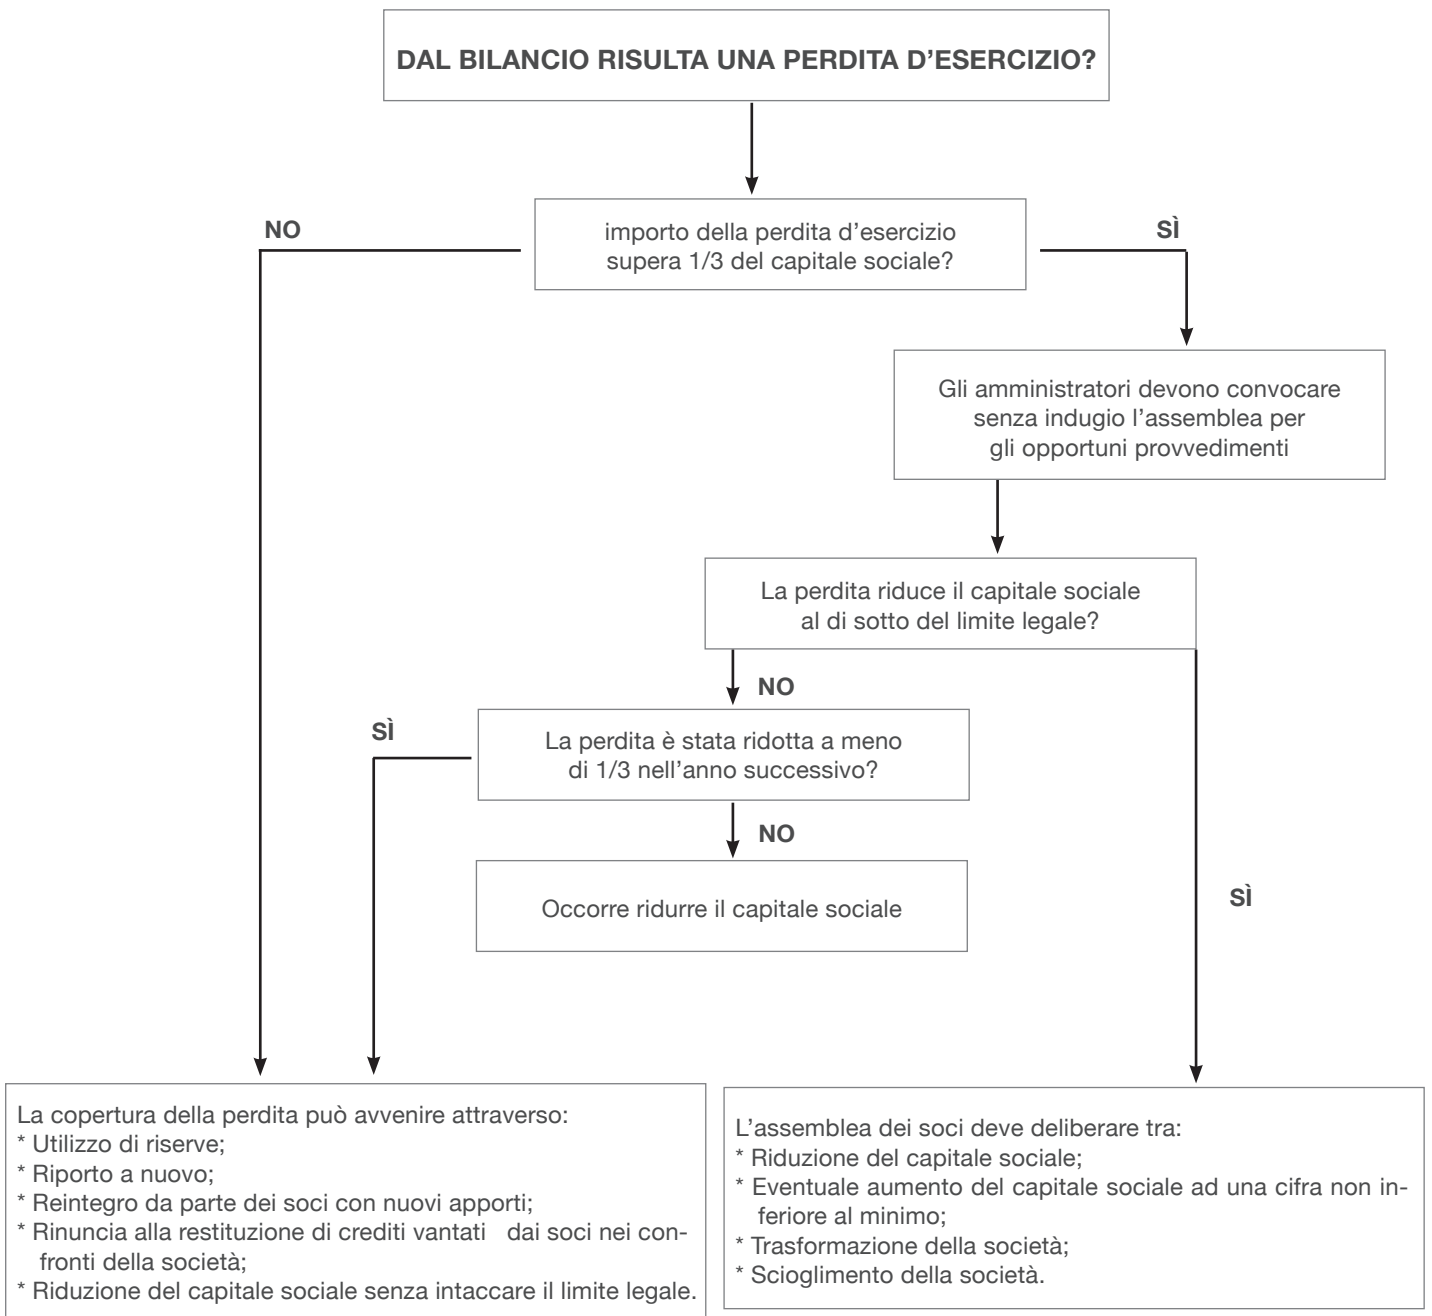 DAL BILANCIO RISULTA UNA PERDITA D'ESERCIZIO?
NO
importo della perdita d'esercizio
supera 1/3 del capitale sociale?
SÌ
Gli amministratori devono convocare
senza indugio l'assemblea per
gli opportuni provvedimenti
La perdita riduce il capitale sociale
al di sotto del limite legale?
NO
SÌ
La perdita è stata ridotta a meno
di 1/3 nell'anno successivo?
NO
Occorre ridurre il capitale sociale
SÌ
La copertura della perdita può avvenire attraverso:
* Utilizzo di riserve;
* Riporto a nuovo;
* Reintegro da parte dei soci con nuovi apporti;
* Rinuncia alla restituzione di crediti vantati dai soci nei con-
fronti della società;
* Riduzione del capitale sociale senza intaccare il limite legale.
L'assemblea dei soci deve deliberare tra:
* Riduzione del capitale sociale;
* Eventuale aumento del capitale sociale ad una cifra non in-
feriore al minimo;
* Trasformazione della società;
* Scioglimento della società.